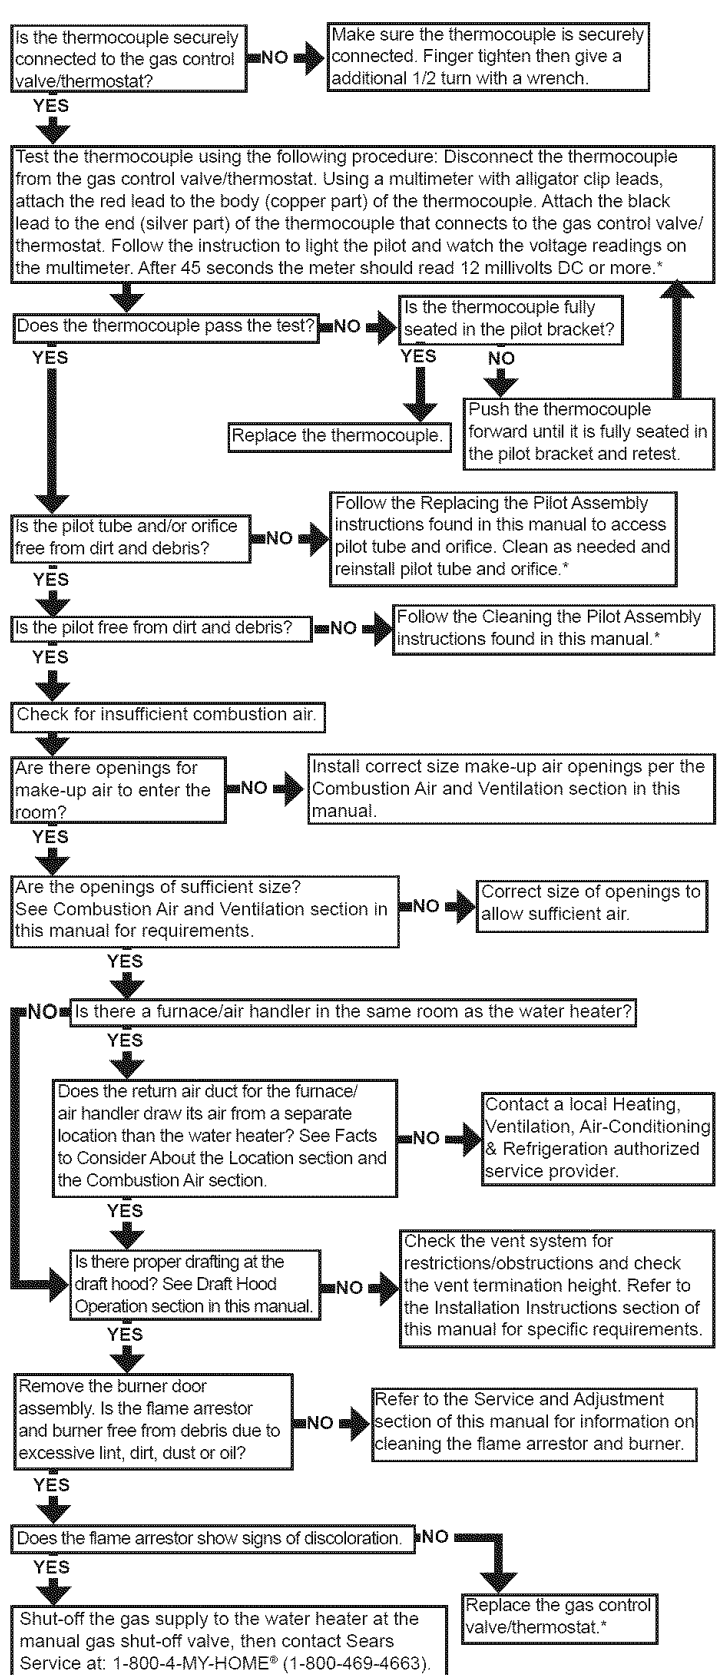 Is the thermocouple securely
connected to the gas control
valve/thermostat?
NO
Make sure the thermocouple is securely
connected. Finger tighten then give a
additional 1/2 turn with a wrench.
YES
Test the thermocouple using the following procedure: Disconnect the thermocouple
from the gas control valve/thermostat. Using a multimeter with alligator clip leads,
attach the red lead to the body (copper part) of the thermocouple. Attach the black
lead to the end (silver part) of the thermocouple that connects to the gas control valve/
thermostat. Follow the instruction to light the pilot and watch the voltage readings on
the multimeter. After 45 seconds the meter should read 12 millivolts DC or more.*
Does the thermocouple pass the test?
NO
Is the thermocouple fully
seated in the pilot bracket?
YES
YES
NO
Replace the thermocouple.
Push the thermocouple
forward until it is fully seated in
the pilot bracket and retest.
Is the pilot tube and/or orifice
free from dirt and debris?
NO
Follow the Replacing the Pilot Assembly
instructions found in this manual to access
pilot tube and orifice. Clean as needed and
reinstall pilot tube and orifice.*
YES
Is the pilot free from dirt and debris?
NO
Follow the Cleaning the Pilot Assembly
instructions found in this manual.*
YES
Check for insufficient combustion air.
Are there openings for
make-up air to enter the
room?
NO
Install correct size make-up air openings per the
Combustion Air and Ventilation section in this
manual.
YES
Are the openings of sufficient size?
See Combustion Air and Ventilation section in
this manual for requirements.
NO
Correct size of openings to
allow sufficient air.
YES
NO
Is there a furnace/air handler in the same room as the water heater?
YES
Does the return air duct for the furnace/
air handler draw its air from a separate
location than the water heater? See Facts
to Consider About the Location section and
the Combustion Air section.
NO
Contact a local Heating,
Ventilation, Air-Conditioning
& Refrigeration authorized
service provider.
YES
Is there proper drafting at the
draft hood? See Draft Hood
Operation section in this manual.
NO
Check the vent system for
restrictions/obstructions and check
the vent termination height. Refer to
the Installation Instructions section of
this manual for specific requirements.
YES
Remove the burner door
assembly. Is the flame arrestor
and burner free from debris due to
excessive lint, dirt, dust or oil?
NO
Refer to the Service and Adjustment
section of this manual for information on
cleaning the flame arrestor and burner.
YES
Does the flame arrestor show signs of discoloration.
NO
YES
Replace the gas control
valve/thermostat.*
Shut-off the gas supply to the water heater at the
manual gas shut-off valve, then contact Sears
Service at: 1-800-4-MY-HOME® (1-800-469-4663).